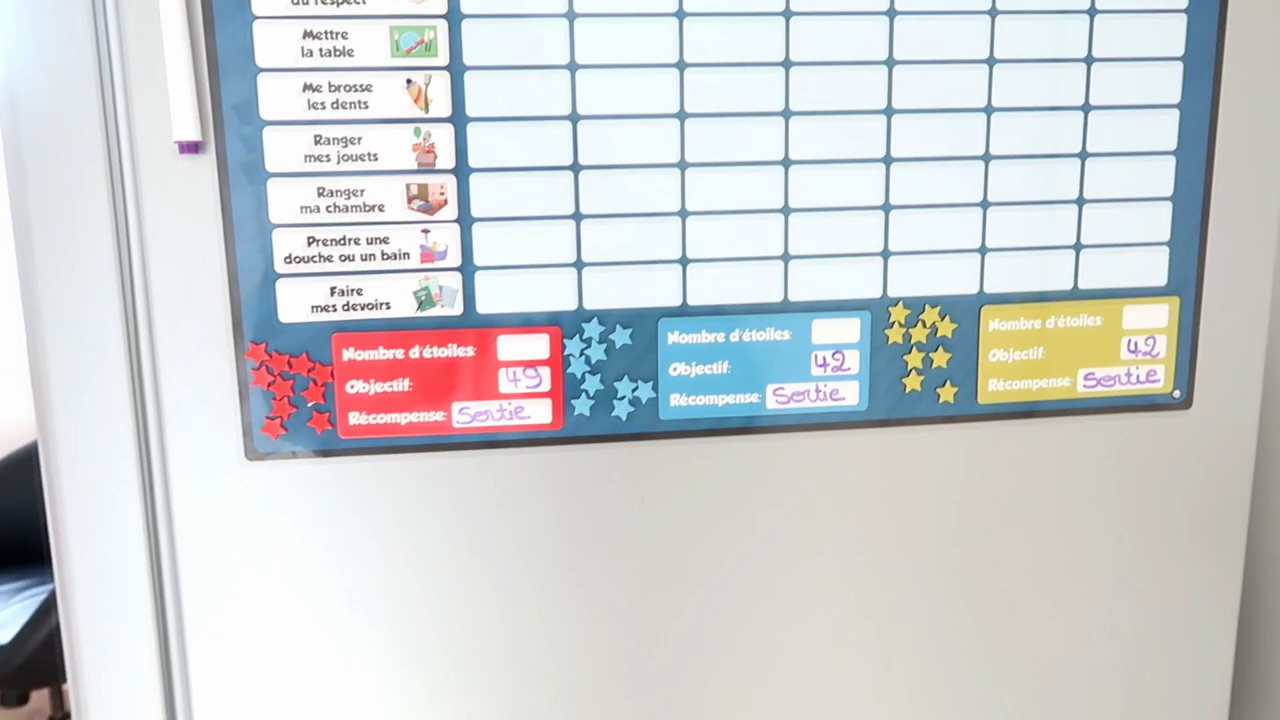 du respect
Mettre
la table
Me brosse
les dents
Ranger
mes jouets
Ranger
ma chambre
Prendre une
douche ou un bain
Faire
mes devoirs
Nombre d'étoiles:
Objectif: 49
Récompense: Sortie
Nombre d'étoiles:
Objectif: 42
Récompense: Sortie
Nombre d'étoiles:
Objectif: 42
Récompense: Sortie